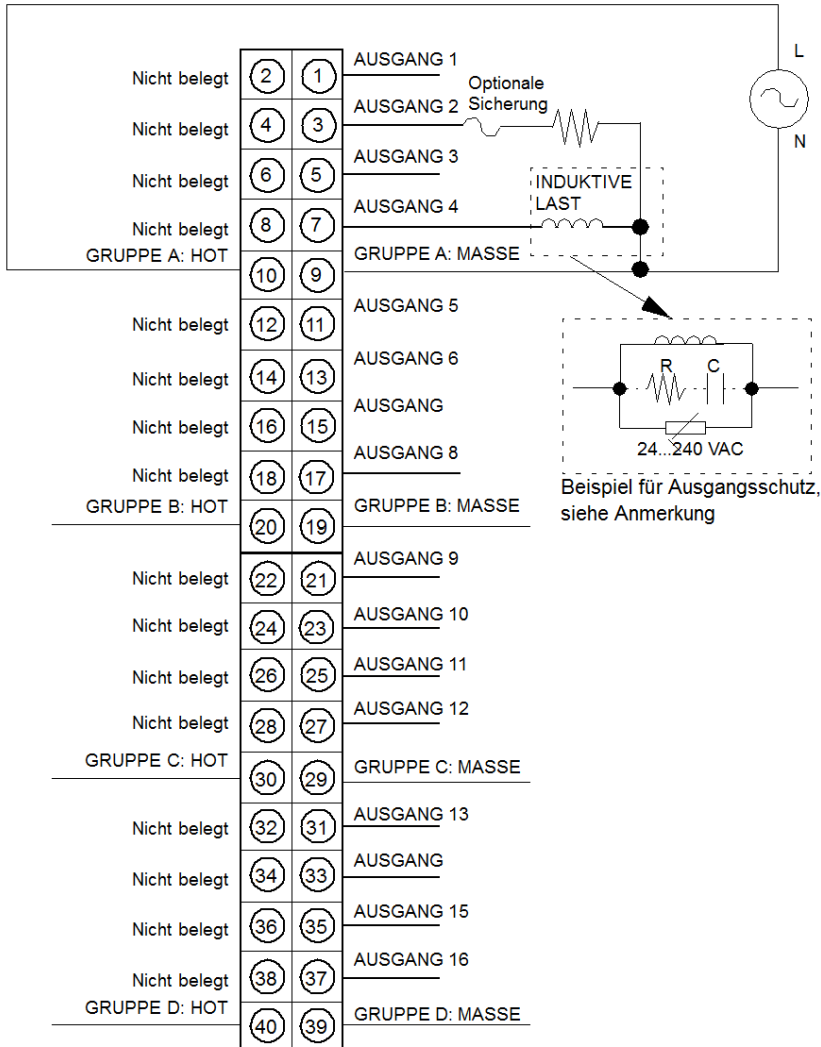 L
AUSGANG 1
Nicht belegt 2 1
Optionale
Sicherung
AUSGANG 2
Nicht belegt 4 3
N
AUSGANG 3
Nicht belegt 6 5
INDUKTIVE
LAST
AUSGANG 4
Nicht belegt 8 7
GRUPPE A: HOT 10 9 GRUPPE A: MASSE
AUSGANG 5
Nicht belegt 12 11
AUSGANG 6
Nicht belegt 14 13
R C
AUSGANG
Nicht belegt 16 15
24...240 VAC
AUSGANG 8
Nicht belegt 18 17
Beispiel für Ausgangsschutz,
siehe Anmerkung
GRUPPE B: HOT 20 19 GRUPPE B: MASSE
AUSGANG 9
Nicht belegt 22 21
AUSGANG 10
Nicht belegt 24 23
AUSGANG 11
Nicht belegt 26 25
AUSGANG 12
Nicht belegt 28 27
GRUPPE C: HOT 30 29 GRUPPE C: MASSE
AUSGANG 13
Nicht belegt 32 31
AUSGANG
Nicht belegt 34 33
AUSGANG 15
Nicht belegt 36 35
AUSGANG 16
Nicht belegt 38 37
GRUPPE D: HOT 40 39 GRUPPE D: MASSE